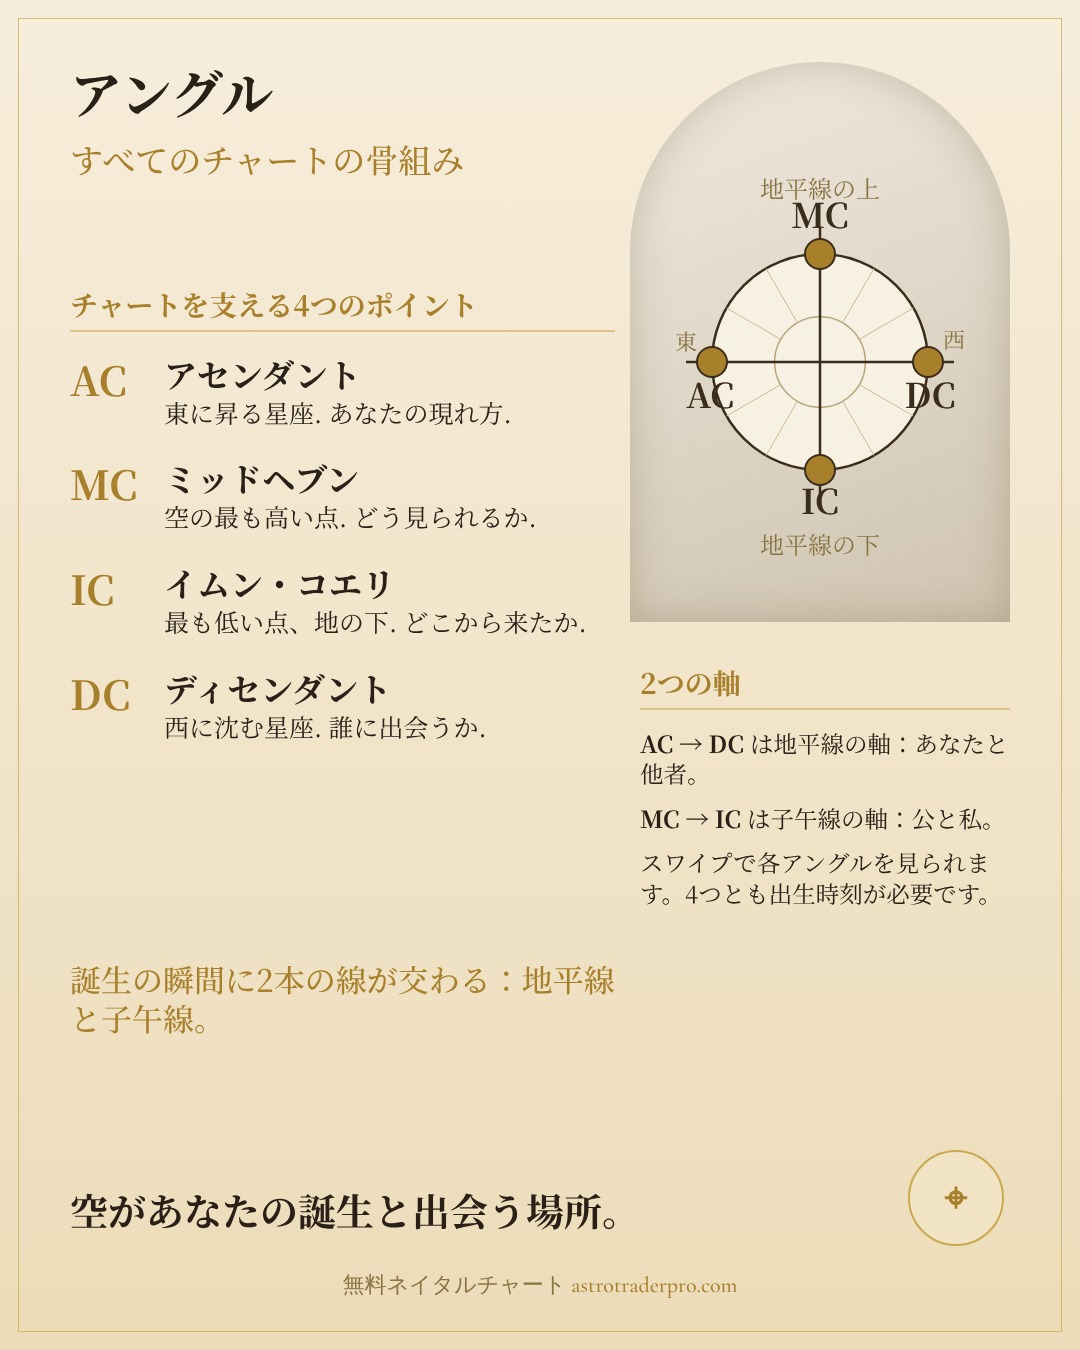 アングル
すべてのチャートの骨組み
チャートを支える4つのポイント
AC
アセンダント
東に昇る星座. あなたの現れ方.
MC
ミッドヘブン
空の最も高い点. どう見られるか.
IC
イムン・コエリ
最も低い点、地の下. どこから来たか.
DC
ディセンダント
西に沈む星座. 誰に出会うか.
地平線の上
MC
東
西
AC
DC
IC
地平線の下
2つの軸
AC → DC は地平線の軸：あなたと
他者。
MC → IC は子午線の軸：公と私。
スワイプで各アングルを見られま
す。4つとも出生時刻が必要です。
誕生の瞬間に2本の線が交わる：地平線
と子午線。
空があなたの誕生と出会う場所。
無料ネイタルチャート astrotraderpro.com